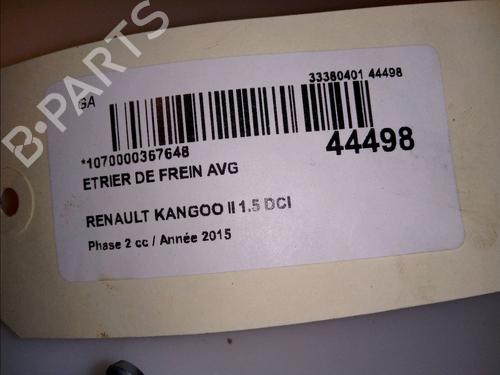 GA
33380401 44498
*1070000367648
44498
ETRIER DE FREIN AVG
RENAULT KANGOO II 1.5 DCI
Phase 2 cc / Année 2015
B-PARTS